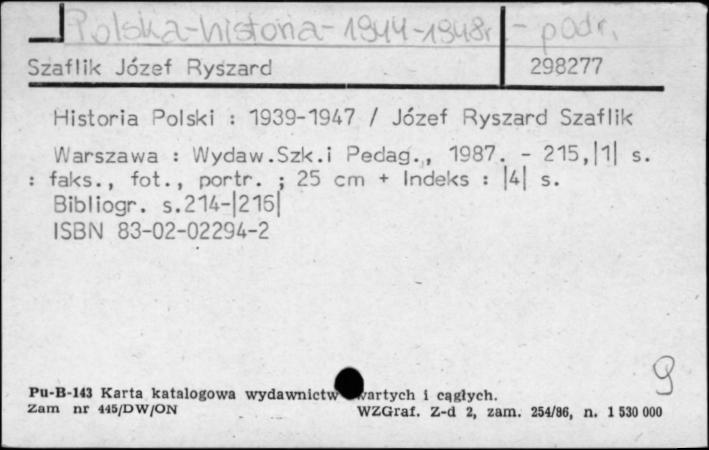 Polska-historia-1944-1948r. - podr.
Szaflik Józef Ryszard 298277
Historia Polski : 1939-1947 / Józef Ryszard Szaflik
Warszawa : Wydaw.Szk.i Pedag., 1987. - 215,|1| s.
: faks., fot., portr. ; 25 cm + Indeks : |4| s.
Bibliogr. s.214-|216|
ISBN 83-02-02294-2
9
Pu-B-143 Karta katalogowa wydawnictw wartych i cągłych.
Zam nr 445/DW/ON WZGraf. Z-d 2, zam. 254/86, n. 1 530 000